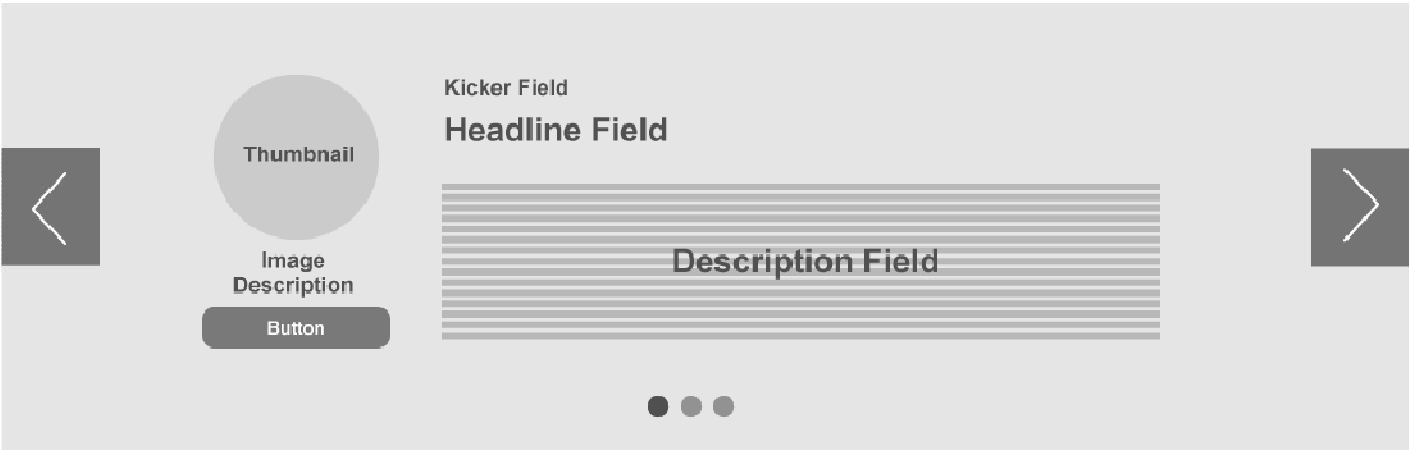 Kicker Field
Headline Field
Thumbnail
Description Field
Image
Description
Button